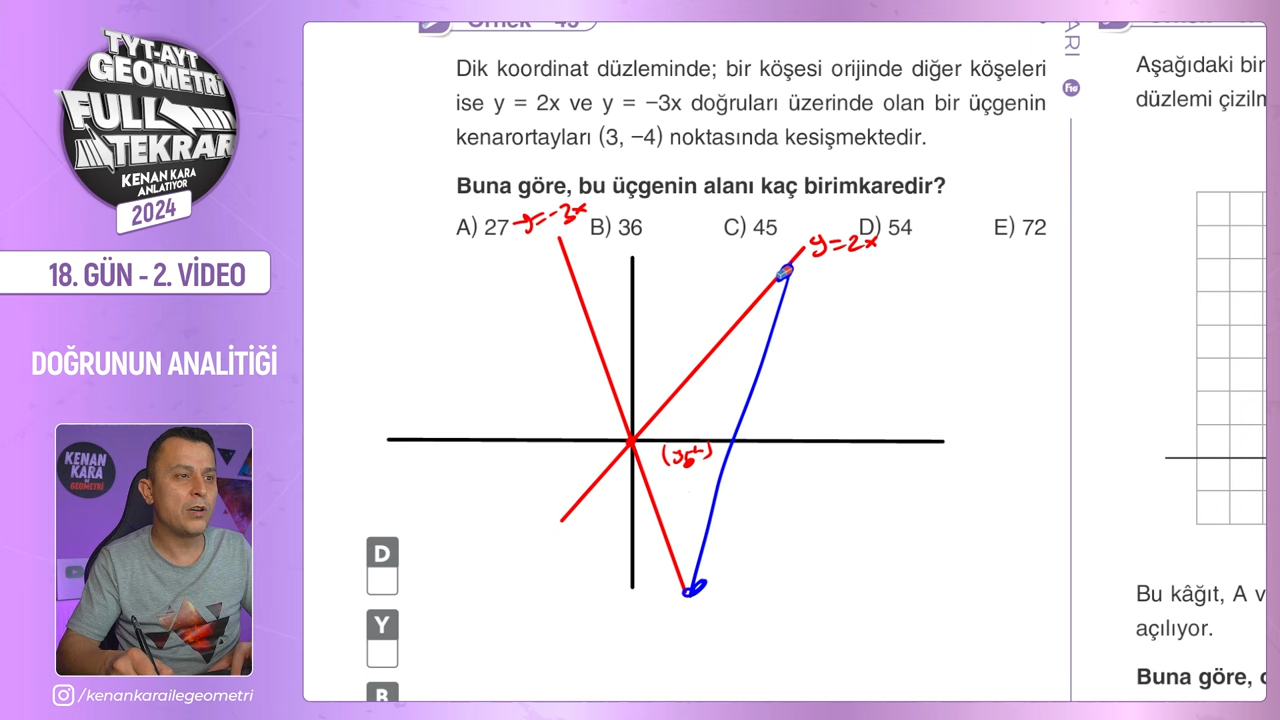 TYT-AYT
GEOMETRİ
FULL
TEKRAR
KENAN KARA
ANLATIYOR
2024
18. GÜN - 2. VİDEO
DOĞRUNUN ANALİTİĞİ
KENAN
KARA
GEOMETRİ
/kenankarailegeometri
Dik koordinat düzleminde; bir köşesi orijinde diğer köşeleri
ise y = 2x ve y = −3x doğruları üzerinde olan bir üçgenin
kenarortayları (3, −4) noktasında kesişmektedir.
Buna göre, bu üçgenin alanı kaç birimkaredir?
A) 27
B) 36
C) 45
D) 54
E) 72
y=-3x
y=2x
D
Y
B
ARI
Aşağıdaki bir
düzlemi çizilm
Bu kâğıt, A v
açılıyor.
Buna göre,